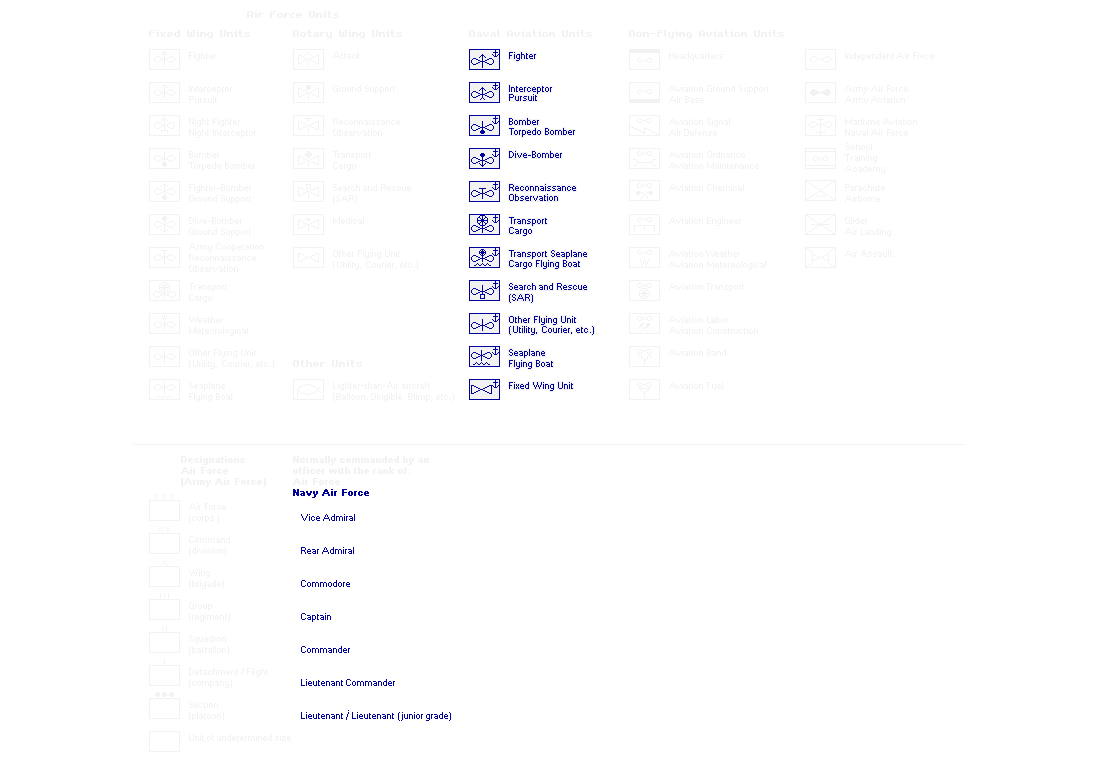 Air Force Units
Fixed Wing Units
Rotary Wing Units
Naval Aviation Units
Non-Flying Aviation Units
Fighter
Interceptor
Pursuit
Night Fighter
Night Interceptor
Bomber
Torpedo Bomber
Fighter-Bomber
Ground Support
Dive-Bomber
Ground Support
Army Cooperation
Reconnaissance
Observation
Transport
Cargo
Weather
Meteorological
Other Flying Unit
(Utility, Courier, etc.)
Seaplane
Flying Boat
Attack
Ground Support
Reconnaissance
Observation
Transport
Cargo
Search and Rescue
(SAR)
Medical
Other Flying Unit
(Utility, Courier, etc.)
Other Units
Lighter-than-Air aircraft
(Balloon, Dirigible, Blimp, etc.)
Fighter
Interceptor
Pursuit
Bomber
Torpedo Bomber
Dive-Bomber
Reconnaissance
Observation
Transport
Cargo
Transport Seaplane
Cargo Flying Boat
Search and Rescue
(SAR)
Other Flying Unit
(Utility, Courier, etc.)
Seaplane
Flying Boat
Fixed Wing Unit
Headquarters
Aviation Ground Support
Air Base
Aviation Signal
Air Defense
Aviation Ordnance
Aviation Maintenance
Aviation Chemical
Aviation Engineer
Aviation Weather
Aviation Meteorological
Aviation Transport
Aviation Labor
Aviation Construction
Aviation Band
Aviation Fuel
Independent Air Force
Army Air Force
Army Aviation
Maritime Aviation
Naval Air Force
School
Training
Academy
Parachute
Airborne
Glider
Air Landing
Air Assault
Designations
Air Force
(Army Air Force)
Normally commanded by an
officer with the rank of:
Air Force
Navy Air Force
Air Force
(corps)
Vice Admiral
Command
(division)
Rear Admiral
Wing
(brigade)
Commodore
Group
(regiment)
Captain
Squadron
(battalion)
Commander
Detachment / Flight
(company)
Lieutenant Commander
Section
(platoon)
Lieutenant / Lieutenant (junior grade)
Unit of undetermined size